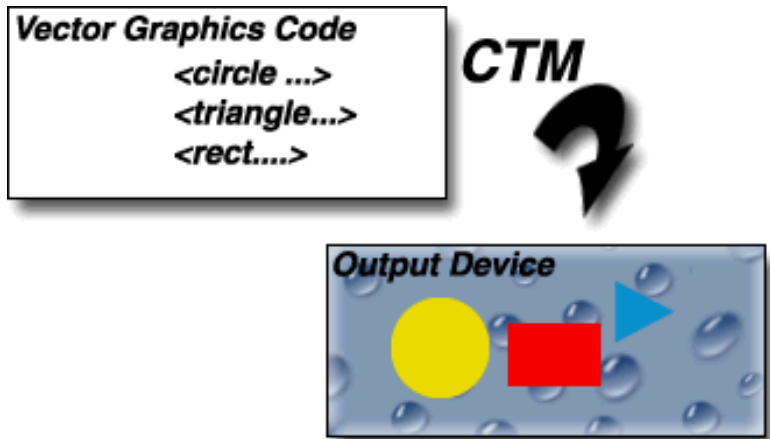 Vector Graphics Code
<circle ...>
<triangle...>
<rect....>
CTM
Output Device